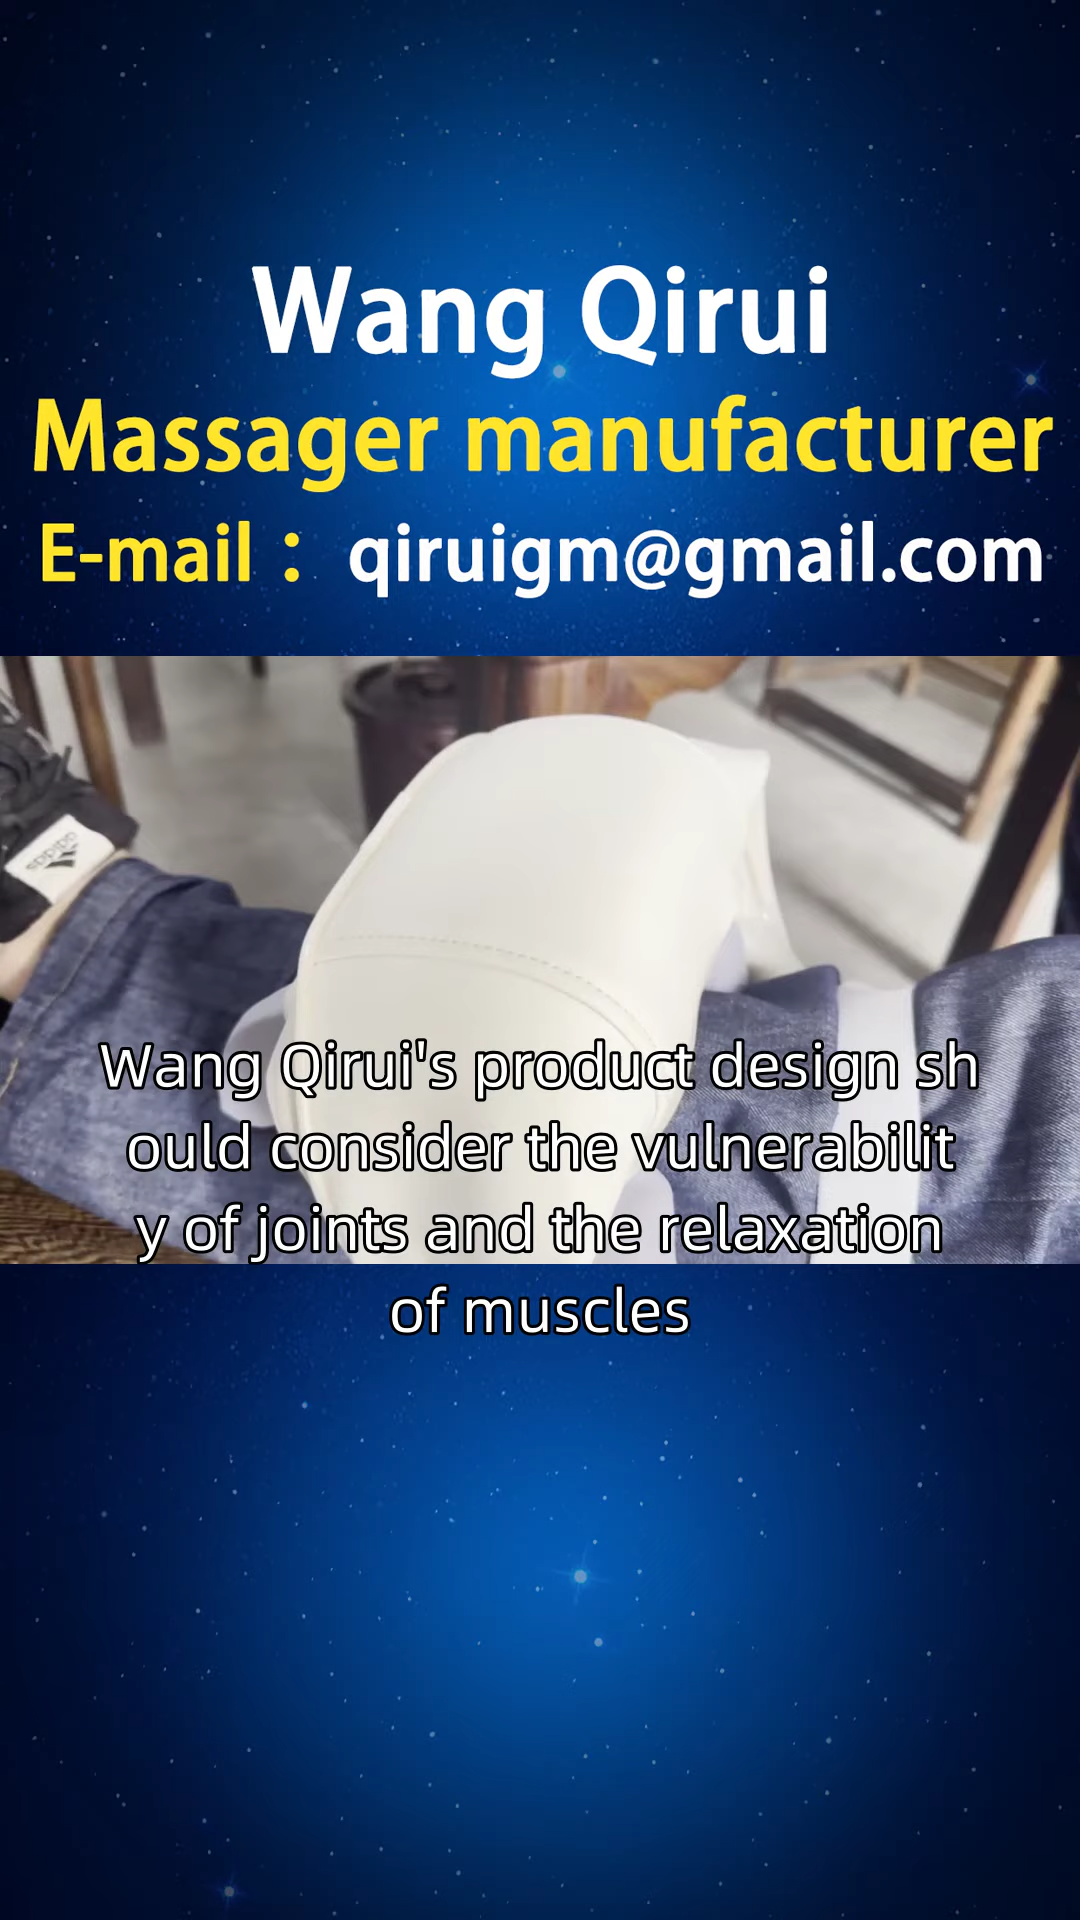 Wang Qirui
Massager manufacturer
E-mail： qiruigm@gmail.com
adidas
Wang Qirui's product design sh
ould consider the vulnerabilit
y of joints and the relaxation
of muscles